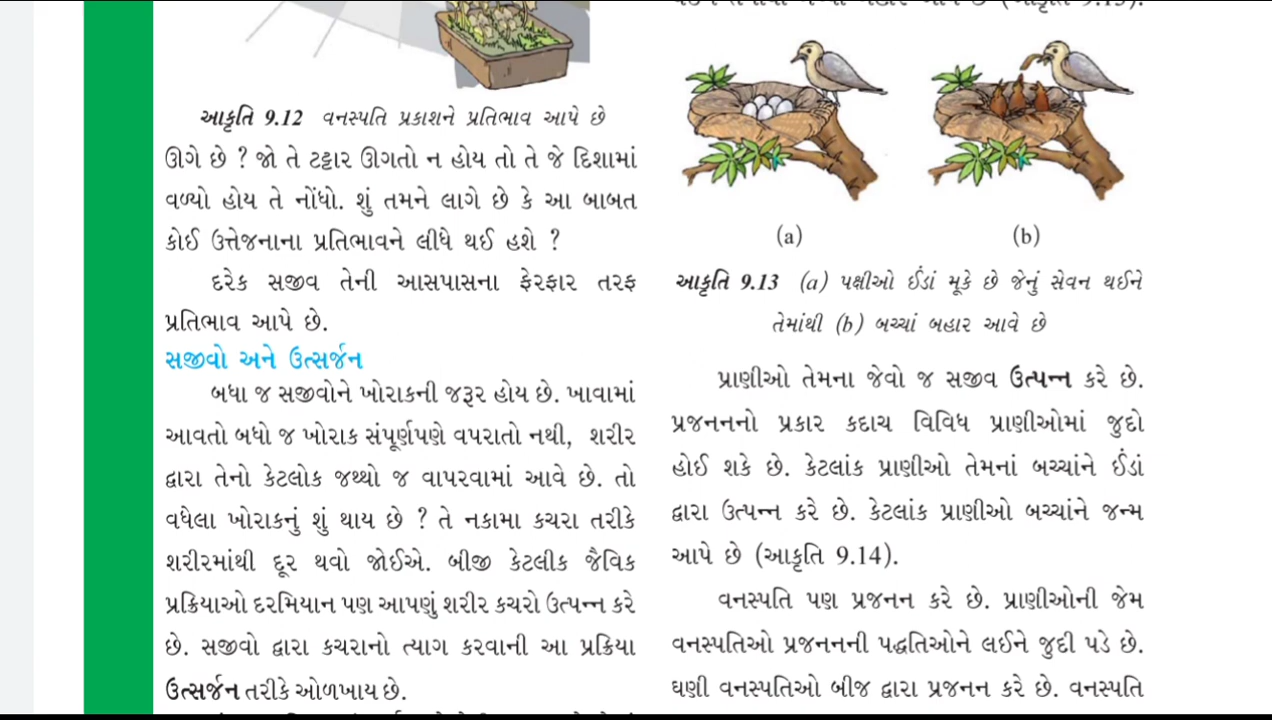 આકૃતિ 9.12 વનસ્પતિ પ્રકાશને પ્રતિભાવ આપે છે
ઊગે છે ? જો તે ટટ્ટાર ઊગતો ન હોય તો તે જે દિશામાં
વળ્યો હોય તે નોંધો. શું તમને લાગે છે કે આ બાબત
કોઈ ઉત્તેજનાના પ્રતિભાવને લીધે થઈ હશે ?
દરેક સજીવ તેની આસપાસના ફેરફાર તરફ
પ્રતિભાવ આપે છે.
સજીવો અને ઉત્સર્જન
બધા જ સજીવોને ખોરાકની જરૂર હોય છે. ખાવામાં
આવતો બધો જ ખોરાક સંપૂર્ણપણે વપરાતો નથી, શરીર
દ્વારા તેનો કેટલોક જથ્થો જ વાપરવામાં આવે છે. તો
વધેલા ખોરાકનું શું થાય છે ? તે નકામા કચરા તરીકે
શરીરમાંથી દૂર થવો જોઈએ. બીજી કેટલીક જૈવિક
પ્રક્રિયાઓ દરમિયાન પણ આપણું શરીર કચરો ઉત્પન્ન કરે
છે. સજીવો દ્વારા કચરાનો ત્યાગ કરવાની આ પ્રક્રિયા
ઉત્સર્જન તરીકે ઓળખાય છે.
(a)
(b)
આકૃતિ 9.13 (a) પક્ષીઓ ઈંડાં મૂકે છે જેનું સેવન થઈને
તેમાંથી (b) બચ્ચાં બહાર આવે છે
પ્રાણીઓ તેમના જેવો જ સજીવ ઉત્પન્ન કરે છે.
પ્રજનનનો પ્રકાર કદાચ વિવિધ પ્રાણીઓમાં જુદો
હોઈ શકે છે. કેટલાંક પ્રાણીઓ તેમનાં બચ્ચાંને ઈંડાં
દ્વારા ઉત્પન્ન કરે છે. કેટલાંક પ્રાણીઓ બચ્ચાંને જન્મ
આપે છે (આકૃતિ 9.14).
વનસ્પતિ પણ પ્રજનન કરે છે. પ્રાણીઓની જેમ
વનસ્પતિઓ પ્રજનનની પદ્ધતિઓને લઈને જુદી પડે છે.
ઘણી વનસ્પતિઓ બીજ દ્વારા પ્રજનન કરે છે. વનસ્પતિ